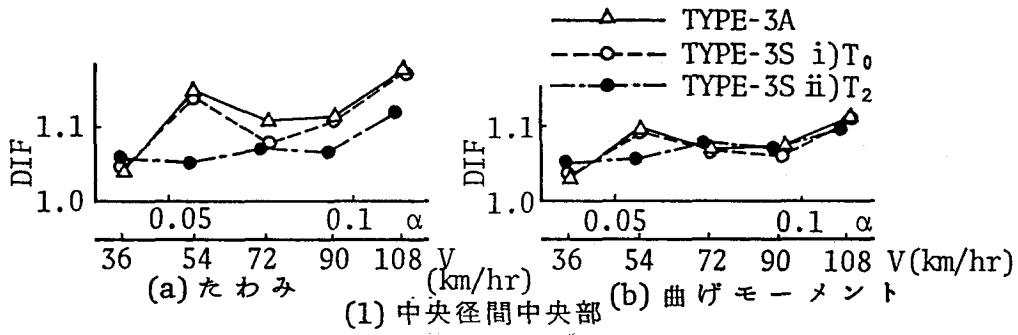 TYPE-3A
TYPE-3S i)T₀
TYPE-3S ii)T₂
DIF
1.1
1.0
0.05 0.1 α
36 54 72 90 108 V
(km/hr)
(a) たわみ
DIF
1.1
1.0
0.05 0.1 α
36 54 72 90 108 V(km/hr)
(b) 曲げモーメント
(1) 中央径間中央部